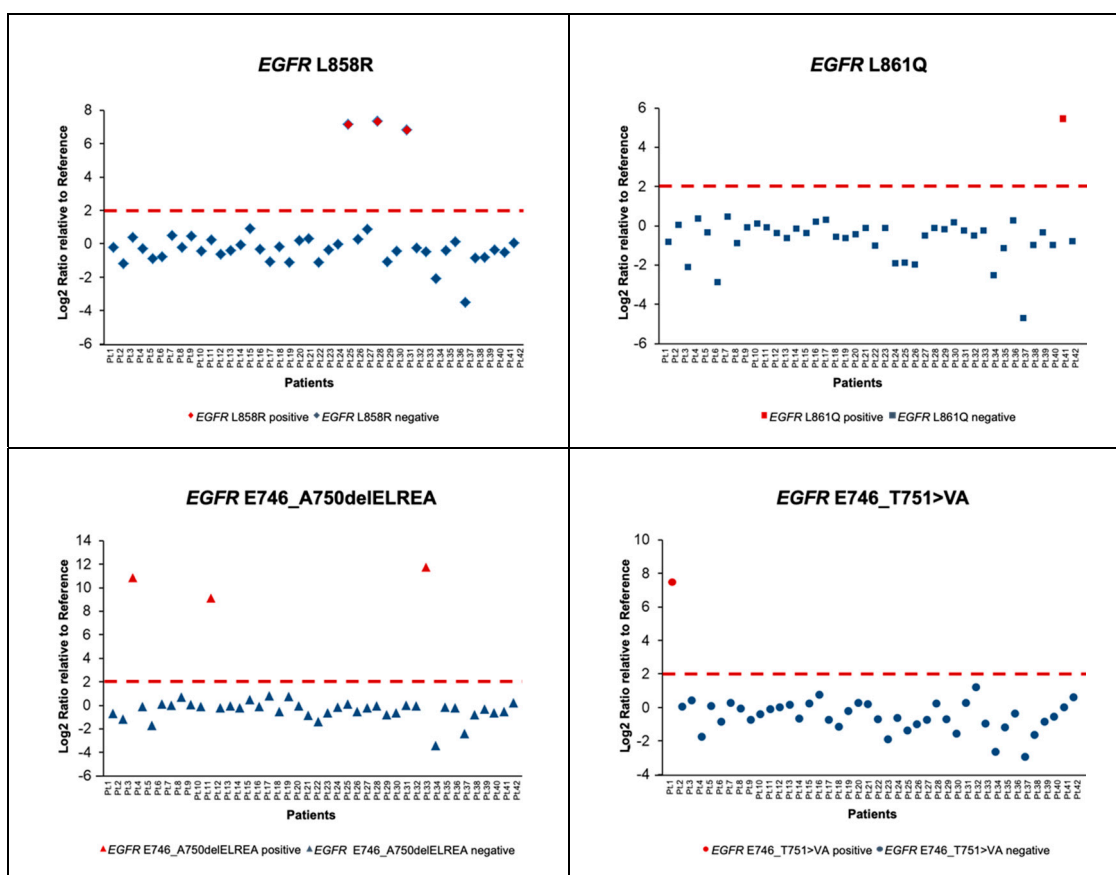 EGFR L858R
Log2 Ratio relative to Reference
8
6
4
2
0
-2
-4
-6
Pt.1 Pt.2 Pt.3 Pt.4 Pt.5 Pt.6 Pt.7 Pt.8 Pt.9 Pt.10 Pt.11 Pt.12 Pt.13 Pt.14 Pt.15 Pt.16 Pt.17 Pt.18 Pt.19 Pt.20 Pt.21 Pt.22 Pt.23 Pt.24 Pt.25 Pt.26 Pt.27 Pt.28 Pt.29 Pt.30 Pt.31 Pt.32 Pt.33 Pt.34 Pt.35 Pt.36 Pt.37 Pt.38 Pt.39 Pt.40 Pt.41 Pt.42
Patients
EGFR L858R positive EGFR L858R negative
EGFR L861Q
Log2 Ratio relative to Reference
6
4
2
0
-2
-4
-6
Pt.1 Pt.2 Pt.3 Pt.4 Pt.5 Pt.6 Pt.7 Pt.8 Pt.9 Pt.10 Pt.11 Pt.12 Pt.13 Pt.14 Pt.15 Pt.16 Pt.17 Pt.18 Pt.19 Pt.20 Pt.21 Pt.22 Pt.23 Pt.24 Pt.25 Pt.26 Pt.27 Pt.28 Pt.29 Pt.30 Pt.31 Pt.32 Pt.33 Pt.34 Pt.35 Pt.36 Pt.37 Pt.38 Pt.39 Pt.40 Pt.41 Pt.42
Patients
EGFR L861Q positive EGFR L861Q negative
EGFR E746_A750delELREA
Log2 Ratio relative to Reference
14
12
10
8
6
4
2
0
-2
-4
-6
Pt.1 Pt.2 Pt.3 Pt.4 Pt.5 Pt.6 Pt.7 Pt.8 Pt.9 Pt.10 Pt.11 Pt.12 Pt.13 Pt.14 Pt.15 Pt.16 Pt.17 Pt.18 Pt.19 Pt.20 Pt.21 Pt.22 Pt.23 Pt.24 Pt.25 Pt.26 Pt.27 Pt.28 Pt.29 Pt.30 Pt.31 Pt.32 Pt.33 Pt.34 Pt.35 Pt.36 Pt.37 Pt.38 Pt.39 Pt.40 Pt.41 Pt.42
Patients
EGFR E746_A750delELREA positive EGFR E746_A750delELREA negative
EGFR E746_T751>VA
Log2 Ratio relative to Reference
10
8
6
4
2
0
-2
-4
Pt.1 Pt.2 Pt.3 Pt.4 Pt.5 Pt.6 Pt.7 Pt.8 Pt.9 Pt.10 Pt.11 Pt.12 Pt.13 Pt.14 Pt.15 Pt.16 Pt.17 Pt.18 Pt.19 Pt.20 Pt.21 Pt.22 Pt.23 Pt.24 Pt.25 Pt.26 Pt.27 Pt.28 Pt.29 Pt.30 Pt.31 Pt.32 Pt.33 Pt.34 Pt.35 Pt.36 Pt.37 Pt.38 Pt.39 Pt.40 Pt.41 Pt.42
Patients
EGFR E746_T751>VA positive EGFR E746_T751>VA negative